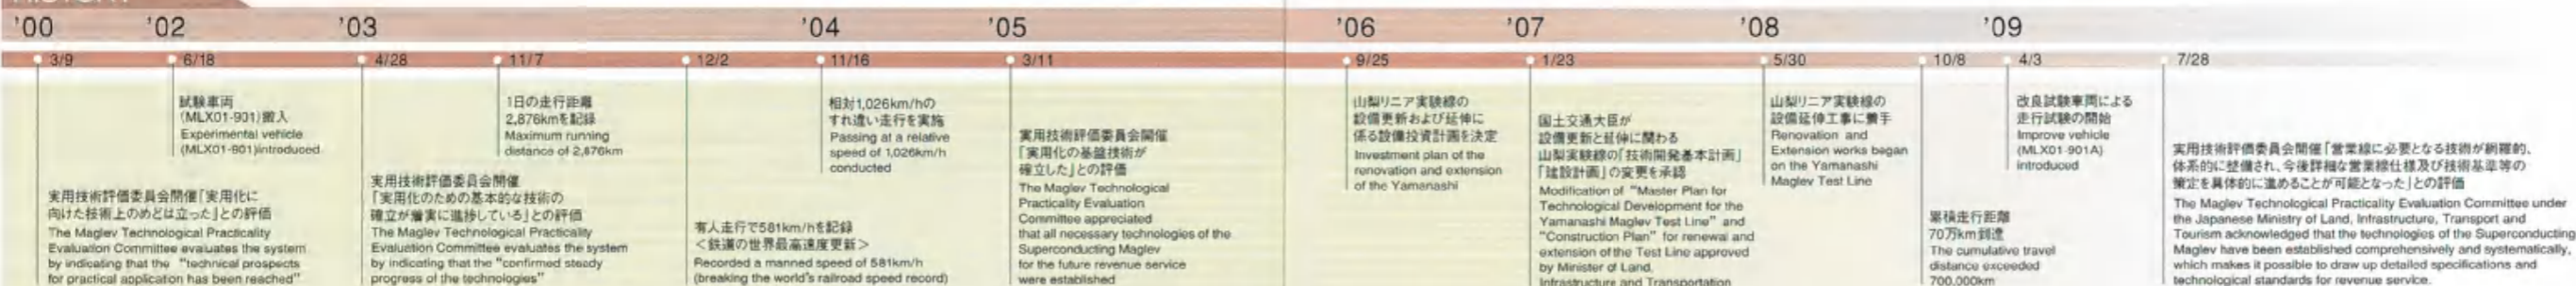 '00
'02
'03
'04
'05
'06
'07
'08
'09
3/9
6/18
4/28
11/7
12/2
11/16
3/11
9/25
1/23
5/30
10/8
4/3
7/28
実用技術評価委員会開催「実用化に
向けた技術上のめどは立った」との評価
The Maglev Technological Practicality
Evaluation Committee evaluates the system
by indicating that the "technical prospects
for practical application has been reached"
試験車両
(MLX01-901)搬入
Experimental vehicle
(MLX01-901)introduced
実用技術評価委員会開催
「実用化のための基本的な技術の
確立が着実に進捗している」との評価
The Maglev Technological Practicality
Evaluation Committee evaluates the system
by indicating that the "confirmed steady
progress of the technologies"
1日の走行距離
2,876kmを記録
Maximum running
distance of 2,876km
有人走行で581km/hを記録
＜鉄道の世界最高速度更新＞
Recorded a manned speed of 581km/h
(breaking the world's railroad speed record)
相対1,026km/hの
すれ違い走行を実施
Passing at a relative
speed of 1,026km/h
conducted
実用技術評価委員会開催
「実用化の基盤技術が
確立した」との評価
The Maglev Technological
Practicality Evaluation
Committee appreciated
that all necessary technologies of the
Superconducting Maglev
for the future revenue service
were established
山梨リニア実験線の
設備更新および延伸に
係る設備投資計画を決定
Investment plan of the
renovation and extension
of the Yamanashi
国土交通大臣が
設備更新と延伸に関わる
山梨実験線の「技術開発基本計画」
「建設計画」の変更を承認
Modification of "Master Plan for
Technological Development for the
Yamanashi Maglev Test Line" and
"Construction Plan" for renewal and
extension of the Test Line approved
by Minister of Land,
Infrastructure and Transportation
山梨リニア実験線の
設備延伸工事に着手
Renovation and
Extension works began
on the Yamanashi
Maglev Test Line
累積走行距離
70万km到達
The cumulative travel
distance exceeded
700,000km
改良試験車両による
走行試験の開始
Improve vehicle
(MLX01-901A)
introduced
実用技術評価委員会開催「営業線に必要となる技術が網羅的、
体系的に整備され、今後詳細な営業線仕様及び技術基準等の
策定を具体的に進めることが可能となった」との評価
The Maglev Technological Practicality Evaluation Committee under
the Japanese Ministry of Land, Infrastructure, Transport and
Tourism acknowledged that the technologies of the Superconducting
Maglev have been established comprehensively and systematically,
which makes it possible to draw up detailed specifications and
technological standards for revenue service.